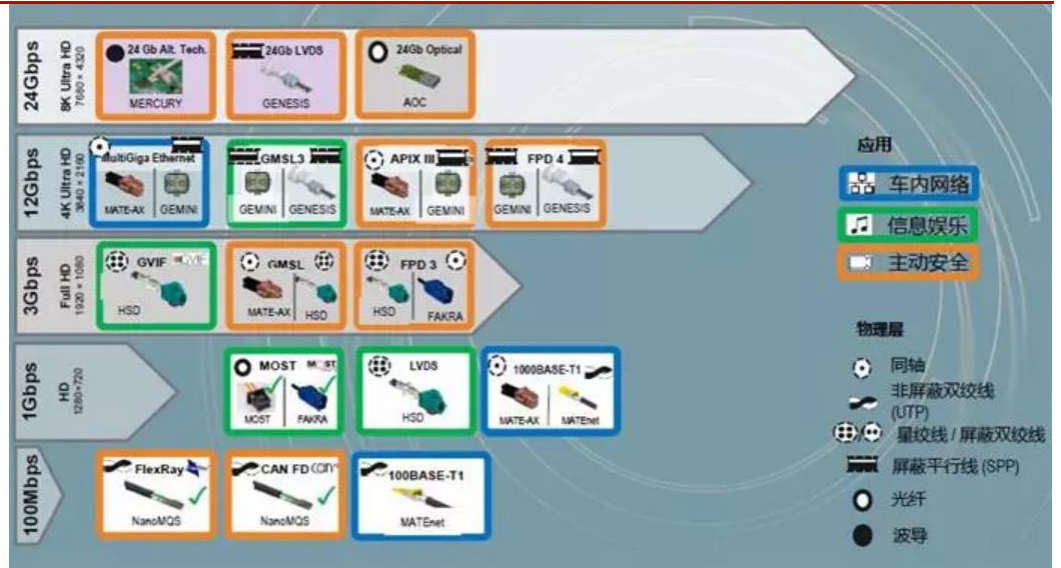 24Gbps
8K Ultra HD
7680 × 4320
24 Gb Alt. Tech.
MERCURY
24Gb LVDS
GENESIS
24Gb Optical
AOC
12Gbps
4K Ultra HD
3840 × 2160
MultiGiga Ethernet
MATE-AX
GEMINI
GMSL3
GEMINI
GENESIS
APIX III
MATE-AX
GEMINI
FPD 4
GEMINI
GENESIS
3Gbps
Full HD
1920 × 1080
GVIF
GVIF
HSD
GMSL
MATE-AX
HSD
FPD 3
HSD
FAKRA
1Gbps
HD
1280×720
MOST
MOST
MOST
FAKRA
LVDS
HSD
1000BASE-T1
MATE-AX
MATEnet
100Mbps
FlexRay
NanoMQS
CAN FD
CAN
NanoMQS
100BASE-T1
MATEnet
应用
车内网络
信息娱乐
主动安全
物理层
同轴
非屏蔽双绞线
(UTP)
星绞线 / 屏蔽双绞线
屏蔽平行线 (SPP)
光纤
波导